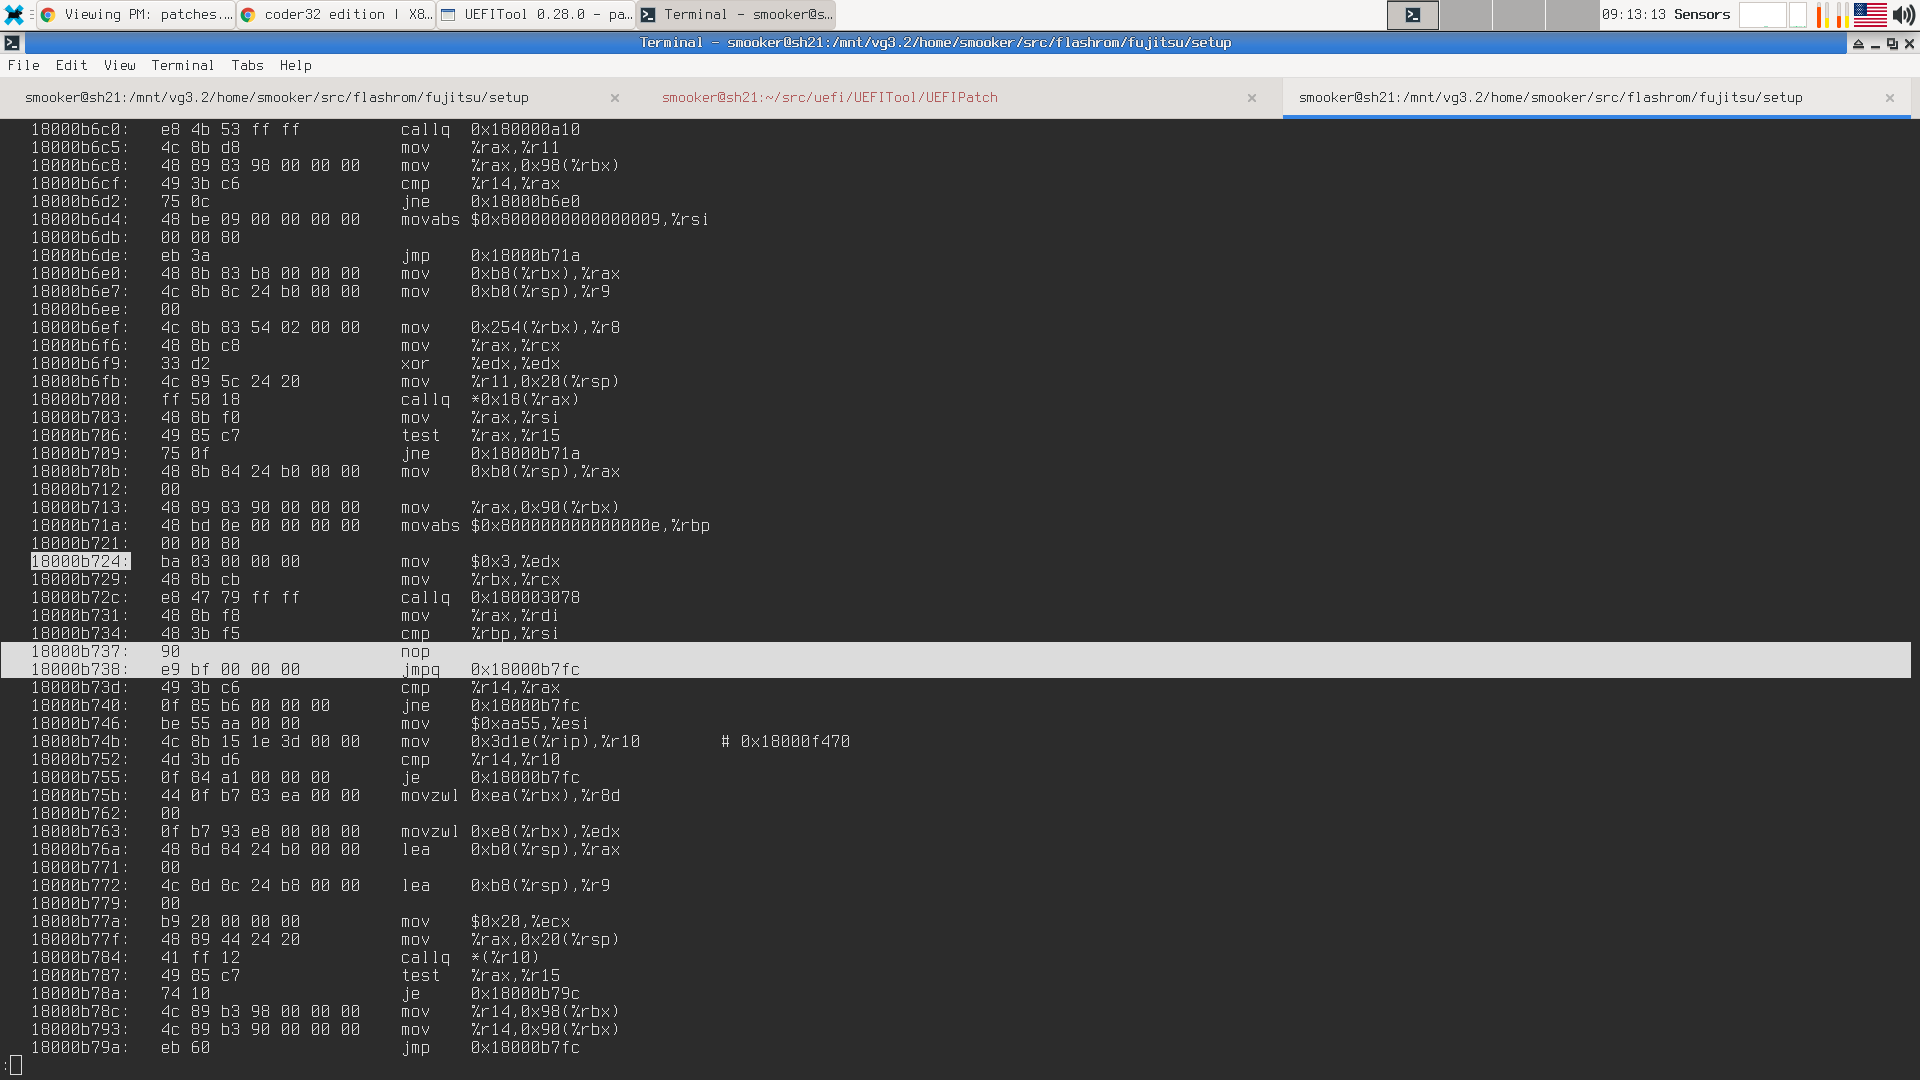 Viewing PM: patches....
coder32 edition | X8...
UEFITool 0.28.0 - pa...
Terminal - smooker@s...
09:13:13 Sensors
Terminal - smooker@sh21:/mnt/vg3.2/home/smooker/src/flashrom/fujitsu/setup
File Edit View Terminal Tabs Help
smooker@sh21:/mnt/vg3.2/home/smooker/src/flashrom/fujitsu/setup
smooker@sh21:~/src/uefi/UEFITool/UEFIPatch
smooker@sh21:/mnt/vg3.2/home/smooker/src/flashrom/fujitsu/setup
18000b6c0: e8 4b 53 ff ff callq 0x180000a10
18000b6c5: 4c 8b d8 mov %rax,%r11
18000b6c8: 48 89 83 98 00 00 00 mov %rax,0x98(%rbx)
18000b6cf: 49 3b c6 cmp %r14,%rax
18000b6d2: 75 0c jne 0x18000b6e0
18000b6d4: 48 be 09 00 00 00 00 movabs $0x8000000000000009,%rsi
18000b6db: 00 00 80
18000b6de: eb 3a jmp 0x18000b71a
18000b6e0: 48 8b 83 b8 00 00 00 mov 0xb8(%rbx),%rax
18000b6e7: 4c 8b 8c 24 b0 00 00 mov 0xb0(%rsp),%r9
18000b6ee: 00
18000b6ef: 4c 8b 83 54 02 00 00 mov 0x254(%rbx),%r8
18000b6f6: 48 8b c8 mov %rax,%rcx
18000b6f9: 33 d2 xor %edx,%edx
18000b6fb: 4c 89 5c 24 20 mov %r11,0x20(%rsp)
18000b700: ff 50 18 callq *0x18(%rax)
18000b703: 48 8b f0 mov %rax,%rsi
18000b706: 49 85 c7 test %rax,%r15
18000b709: 75 0f jne 0x18000b71a
18000b70b: 48 8b 84 24 b0 00 00 mov 0xb0(%rsp),%rax
18000b712: 00
18000b713: 48 89 83 90 00 00 00 mov %rax,0x90(%rbx)
18000b71a: 48 bd 0e 00 00 00 00 movabs $0x800000000000000e,%rbp
18000b721: 00 00 80
18000b724: ba 03 00 00 00 mov $0x3,%edx
18000b729: 48 8b cb mov %rbx,%rcx
18000b72c: e8 47 79 ff ff callq 0x180003078
18000b731: 48 8b f8 mov %rax,%rdi
18000b734: 48 3b f5 cmp %rbp,%rsi
18000b737: 90 nop
18000b738: e9 bf 00 00 00 jmpq 0x18000b7fc
18000b73d: 49 3b c6 cmp %r14,%rax
18000b740: 0f 85 b6 00 00 00 jne 0x18000b7fc
18000b746: be 55 aa 00 00 mov $0xaa55,%esi
18000b74b: 4c 8b 15 1e 3d 00 00 mov 0x3d1e(%rip),%r10 # 0x18000f470
18000b752: 4d 3b d6 cmp %r14,%r10
18000b755: 0f 84 a1 00 00 00 je 0x18000b7fc
18000b75b: 44 0f b7 83 ea 00 00 movzwl 0xea(%rbx),%r8d
18000b762: 00
18000b763: 0f b7 93 e8 00 00 00 movzwl 0xe8(%rbx),%edx
18000b76a: 48 8d 84 24 b0 00 00 lea 0xb0(%rsp),%rax
18000b771: 00
18000b772: 4c 8d 8c 24 b8 00 00 lea 0xb8(%rsp),%r9
18000b779: 00
18000b77a: b9 20 00 00 00 mov $0x20,%ecx
18000b77f: 48 89 44 24 20 mov %rax,0x20(%rsp)
18000b784: 41 ff 12 callq *(%r10)
18000b787: 49 85 c7 test %rax,%r15
18000b78a: 74 10 je 0x18000b79c
18000b78c: 4c 89 b3 98 00 00 00 mov %r14,0x98(%rbx)
18000b793: 4c 89 b3 90 00 00 00 mov %r14,0x90(%rbx)
18000b79a: eb 60 jmp 0x18000b7fc
: